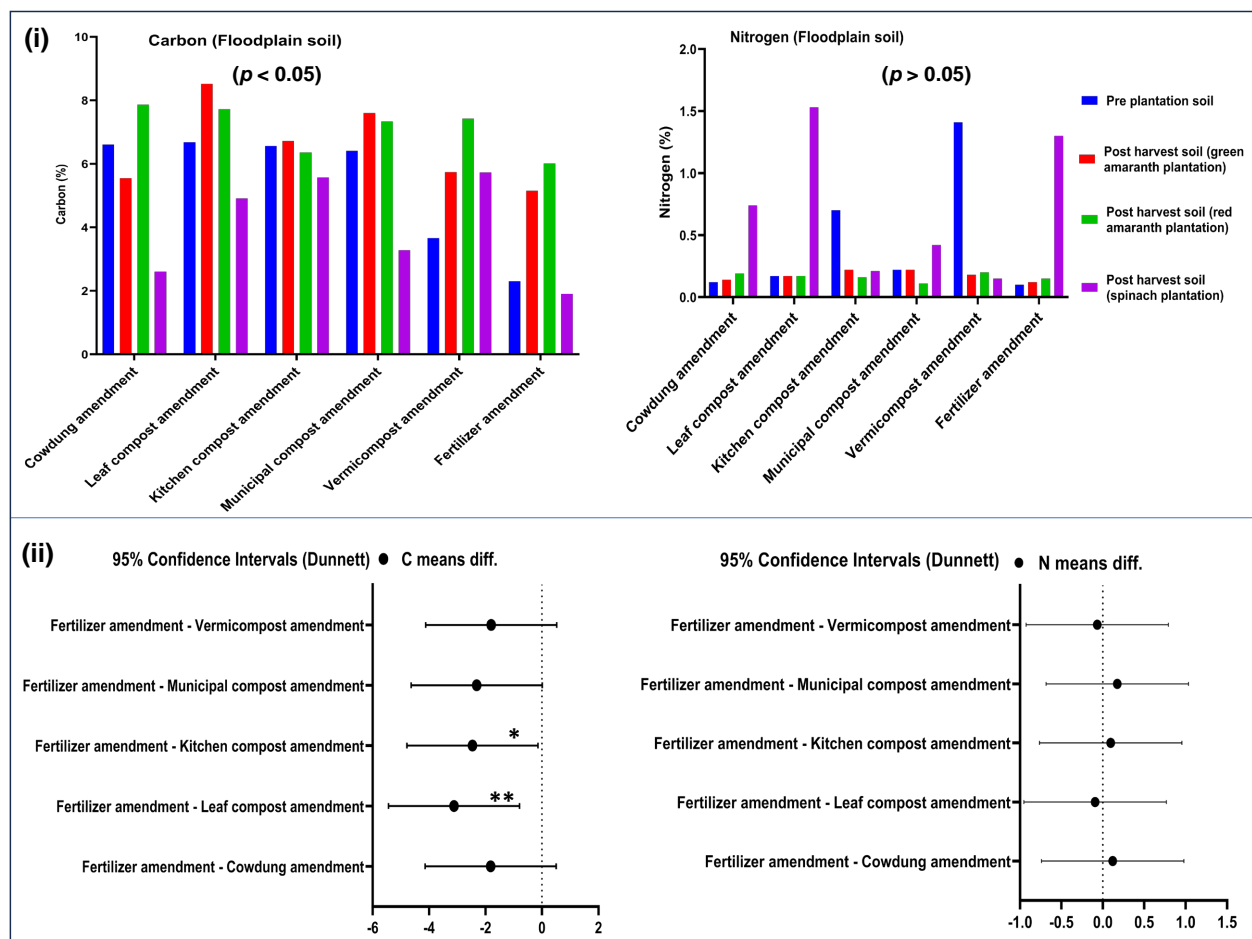 (i)
Carbon (Floodplain soil)
(p < 0.05)
Carbon (%)
10
8
6
4
2
0
Cowdung amendment
Leaf compost amendment
Kitchen compost amendment
Municipal compost amendment
Vermicompost amendment
Fertilizer amendment
Nitrogen (Floodplain soil)
(p > 0.05)
Nitrogen (%)
2.0
1.5
1.0
0.5
0.0
Cowdung amendment
Leaf compost amendment
Kitchen compost amendment
Municipal compost amendment
Vermicompost amendment
Fertilizer amendment
Pre plantation soil
Post harvest soil (green
amaranth plantation)
Post harvest soil (red
amaranth plantation)
Post harvest soil
(spinach plantation)
(ii)
95% Confidence Intervals (Dunnett) C means diff.
Fertilizer amendment - Vermicompost amendment
Fertilizer amendment - Municipal compost amendment
Fertilizer amendment - Kitchen compost amendment
*
Fertilizer amendment - Leaf compost amendment
**
Fertilizer amendment - Cowdung amendment
-6 -4 -2 0 2
95% Confidence Intervals (Dunnett) N means diff.
Fertilizer amendment - Vermicompost amendment
Fertilizer amendment - Municipal compost amendment
Fertilizer amendment - Kitchen compost amendment
Fertilizer amendment - Leaf compost amendment
Fertilizer amendment - Cowdung amendment
-1.0 -0.5 0.0 0.5 1.0 1.5